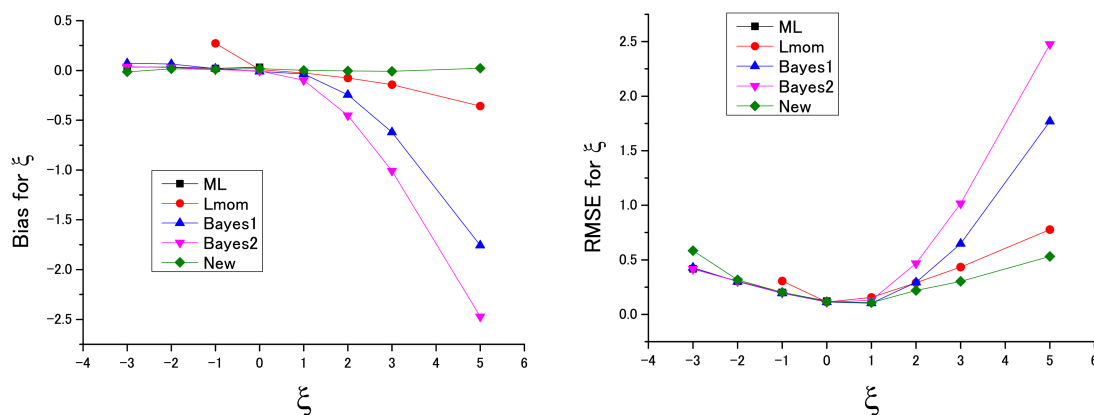 0.5
0.0
-0.5
-1.0
-1.5
-2.0
-2.5
Bias for ξ
ML
Lmom
Bayes1
Bayes2
New
-4 -3 -2 -1 0 1 2 3 4 5 6
ξ
2.5
2.0
1.5
1.0
0.5
0.0
RMSE for ξ
ML
Lmom
Bayes1
Bayes2
New
-4 -3 -2 -1 0 1 2 3 4 5 6
ξ